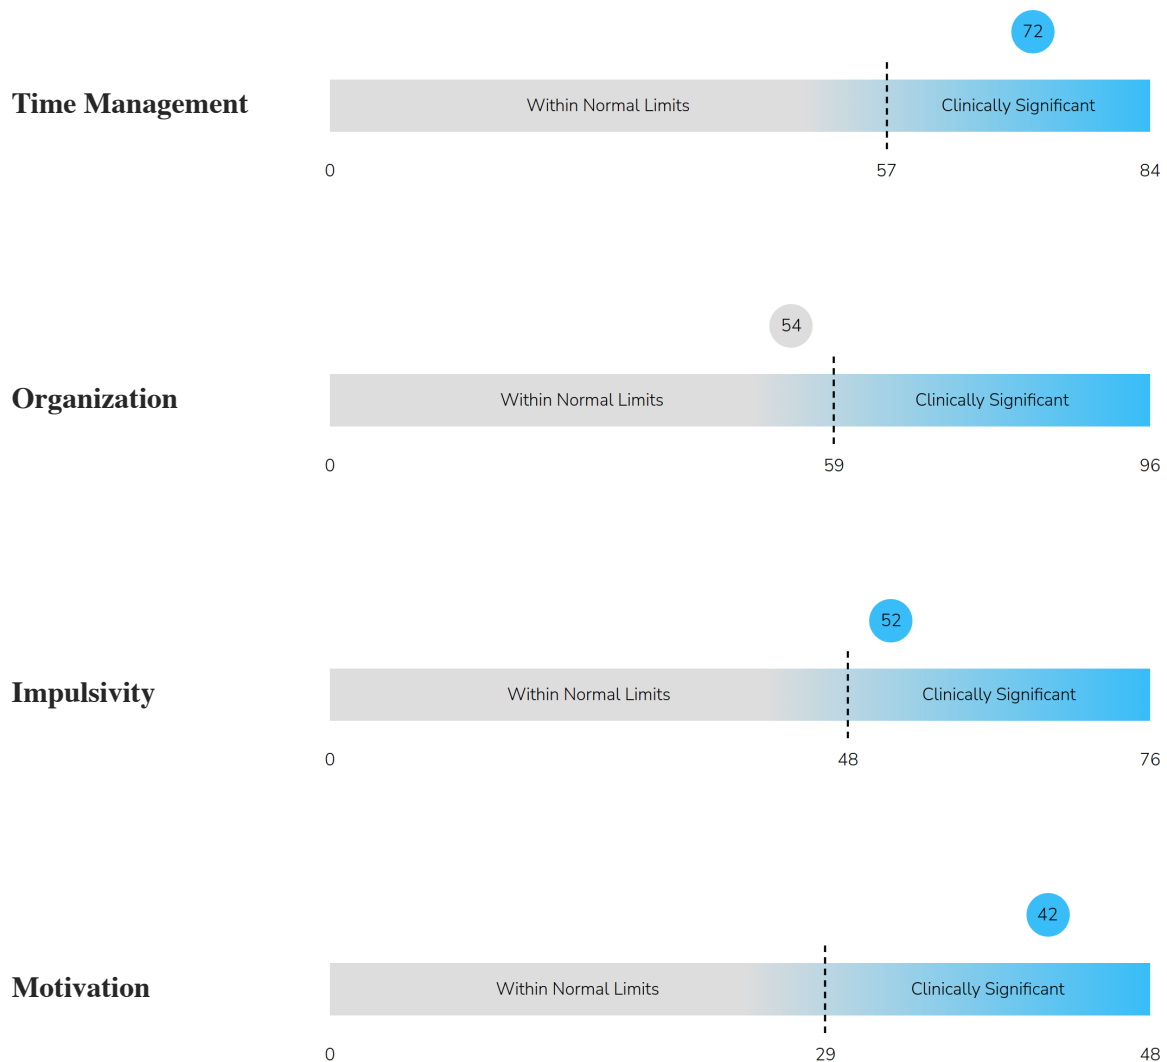 72
Time Management
Within Normal Limits
Clinically Significant
0
57
84
54
Organization
Within Normal Limits
Clinically Significant
0
59
96
52
Impulsivity
Within Normal Limits
Clinically Significant
0
48
76
42
Motivation
Within Normal Limits
Clinically Significant
0
29
48